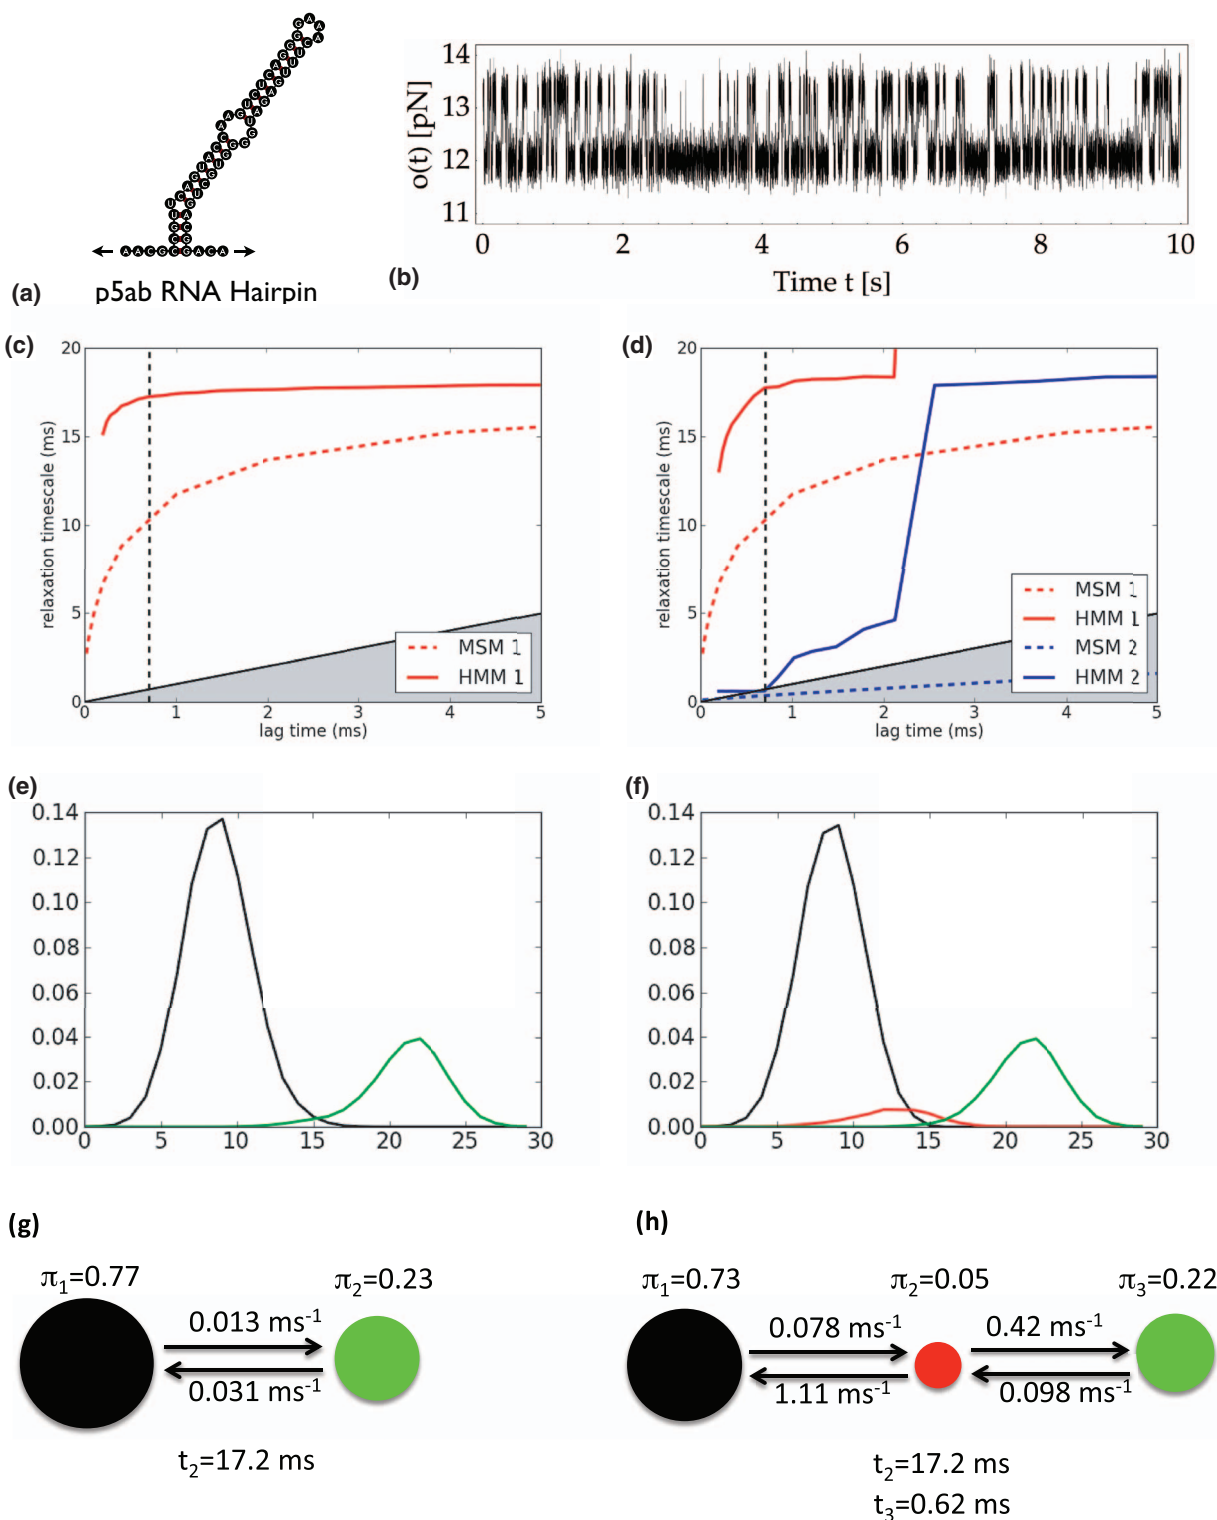 (a)
p5ab RNA Hairpin
A A C G C G A C A
(b)
o(t) [pN]
14
13
12
11
0 2 4 6 8 10
Time t [s]
(c)
relaxation timescale (ms)
20
15
10
5
0
0 1 2 3 4 5
lag time (ms)
MSM 1
HMM 1
(d)
relaxation timescale (ms)
20
15
10
5
0
0 1 2 3 4 5
lag time (ms)
MSM 1
HMM 1
MSM 2
HMM 2
(e)
0.14
0.12
0.10
0.08
0.06
0.04
0.02
0.00
0 5 10 15 20 25 30
(f)
0.14
0.12
0.10
0.08
0.06
0.04
0.02
0.00
0 5 10 15 20 25 30
(g)
π1=0.77 π2=0.23
0.013 ms-1
0.031 ms-1
t2=17.2 ms
(h)
π1=0.73 π2=0.05 π3=0.22
0.078 ms-1 0.42 ms-1
1.11 ms-1 0.098 ms-1
t2=17.2 ms
t3=0.62 ms